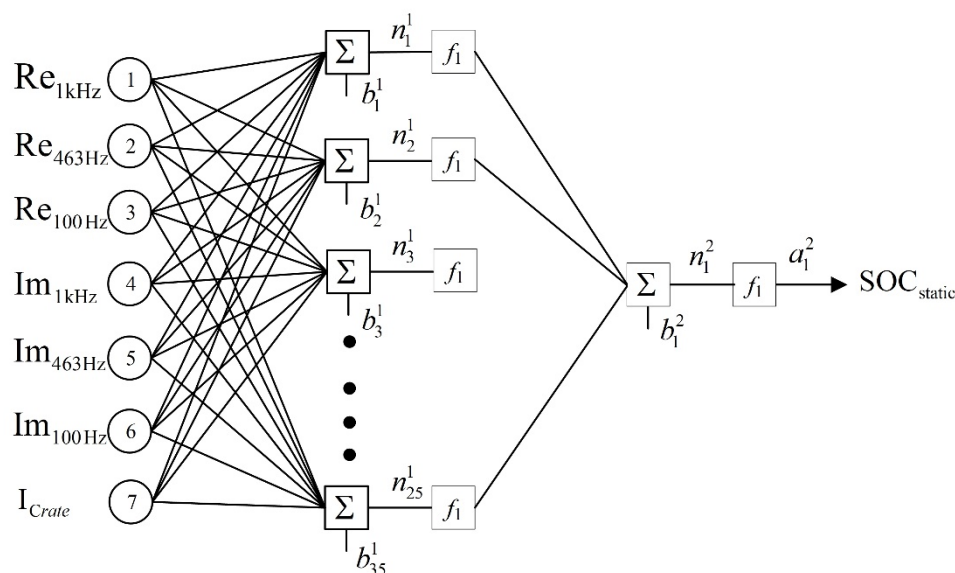 Re1kHz
Re463Hz
Re100Hz
Im1kHz
Im463Hz
Im100Hz
ICrate
1
2
3
4
5
6
7
Σ n₁¹ f₁
b₁¹
Σ n₂¹ f₁
b₂¹
Σ n₃¹ f₁
b₃¹
Σ n₂₅¹ f₁
b₃₅¹
Σ n₁² f₁ a₁² SOCstatic
b₁²